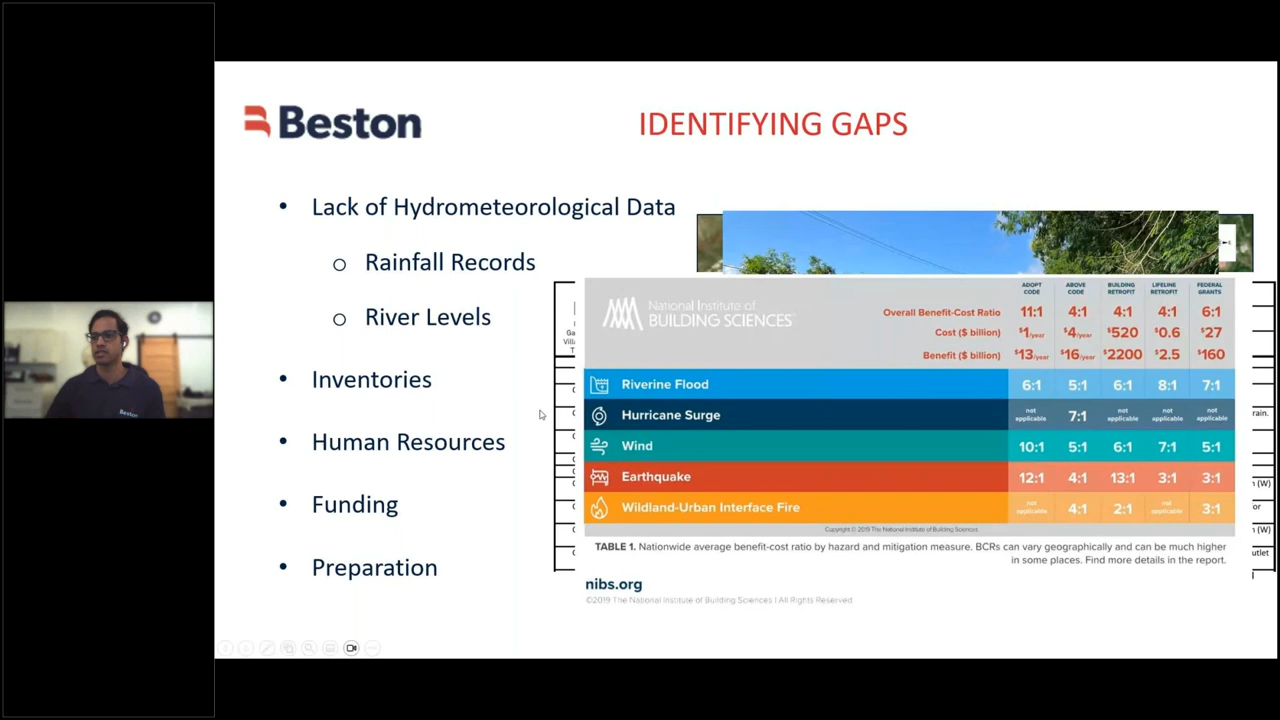 Beston
IDENTIFYING GAPS
• Lack of Hydrometeorological Data
o Rainfall Records
o River Levels
• Inventories
• Human Resources
• Funding
• Preparation
National Institute of
BUILDING SCIENCES
ADOPT CODE ABOVE CODE BUILDING RETROFIT LIFELINE RETROFIT FEDERAL GRANTS
Overall Benefit-Cost Ratio 11:1 4:1 4:1 4:1 6:1
Cost ($ billion) $1/year $4/year $520 $0.6 $27
Benefit ($ billion) $13/year $16/year $2200 $2.5 $160
Riverine Flood 6:1 5:1 6:1 8:1 7:1
Hurricane Surge not applicable 7:1 not applicable not applicable not applicable
Wind 10:1 5:1 6:1 7:1 5:1
Earthquake 12:1 4:1 13:1 3:1 3:1
Wildland-Urban Interface Fire not applicable 4:1 2:1 not applicable 3:1
Copyright © 2019 The National Institute of Building Sciences
TABLE 1. Nationwide average benefit-cost ratio by hazard and mitigation measure. BCRs can vary geographically and can be much higher
in some places. Find more details in the report.
nibs.org
©2019 The National Institute of Building Sciences | All Rights Reserved
Beston